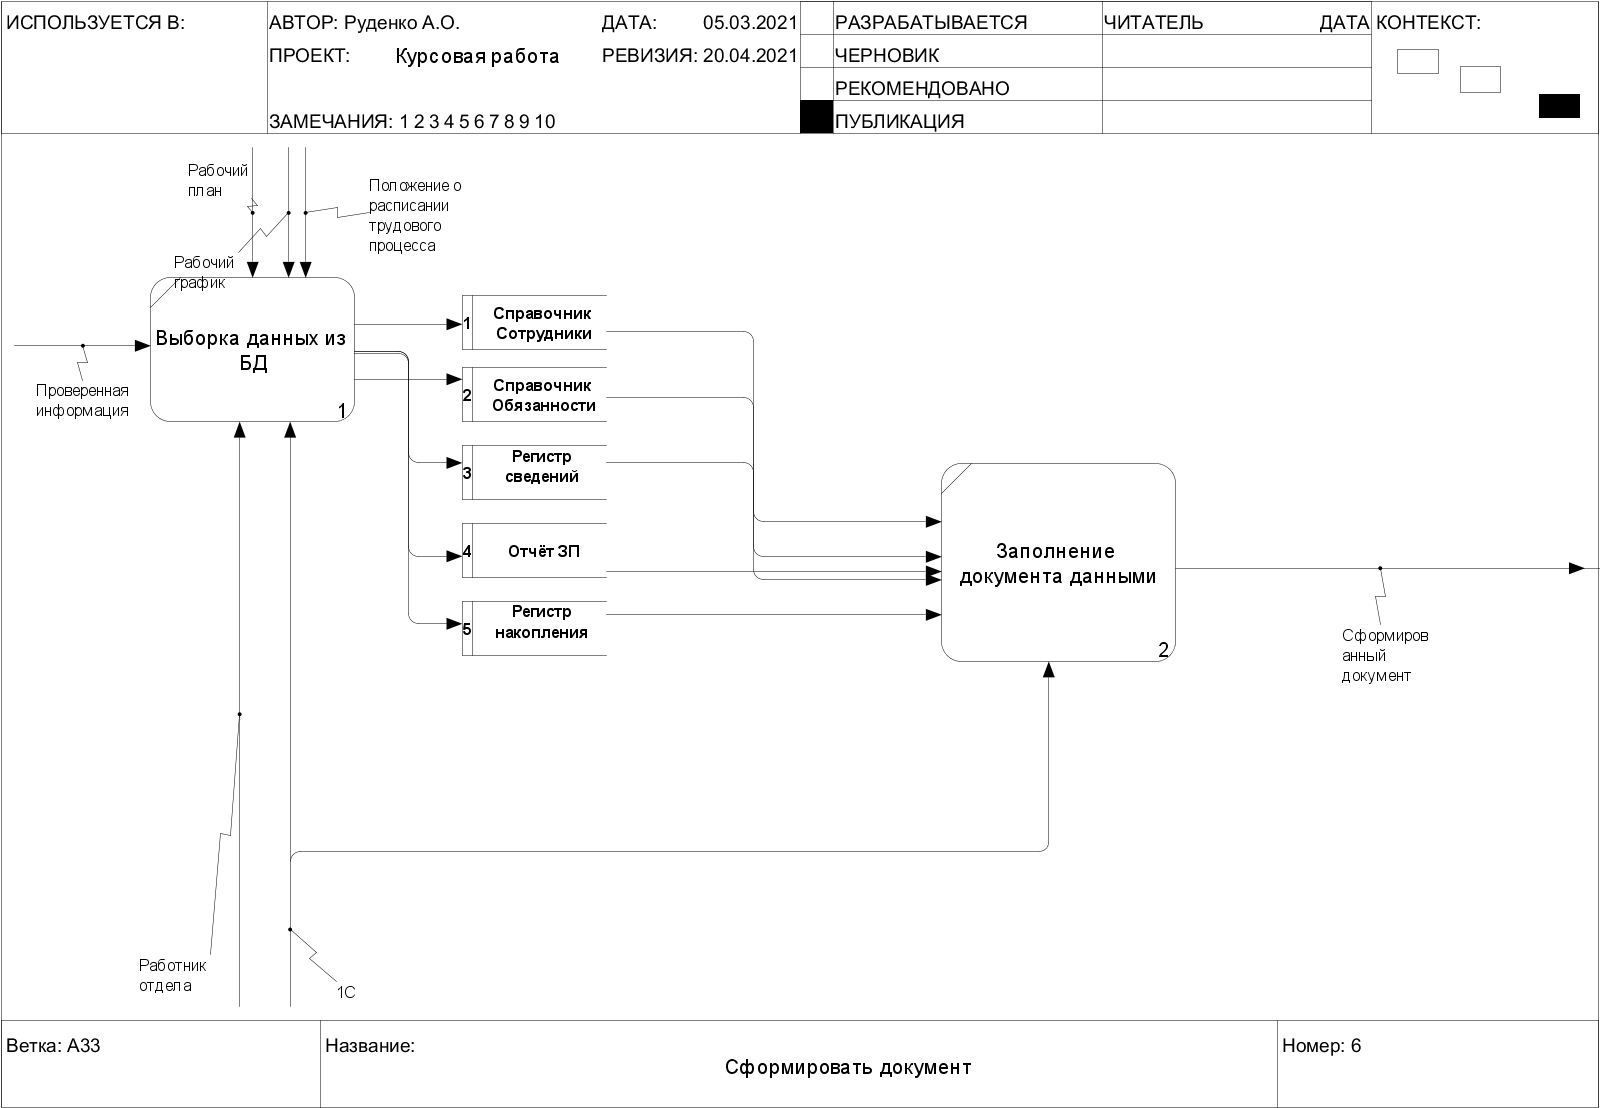 ИСПОЛЬЗУЕТСЯ В:
АВТОР: Руденко А.О.
ДАТА: 05.03.2021
ПРОЕКТ: Курсовая работа
РЕВИЗИЯ: 20.04.2021
ЗАМЕЧАНИЯ: 1 2 3 4 5 6 7 8 9 10
РАЗРАБАТЫВАЕТСЯ
ЧЕРНОВИК
РЕКОМЕНДОВАНО
ПУБЛИКАЦИЯ
ЧИТАТЕЛЬ
ДАТА
КОНТЕКСТ:
Рабочий
план
Положение о
расписании
трудового
процесса
Рабочий
график
Выборка данных из
БД
1
Проверенная
информация
1
Справочник
Сотрудники
2
Справочник
Обязанности
3
Регистр
сведений
4
Отчёт ЗП
5
Регистр
накопления
Заполнение
документа данными
2
Сформиров
анный
документ
Работник
отдела
1С
Ветка: A33
Название:
Сформировать документ
Номер: 6